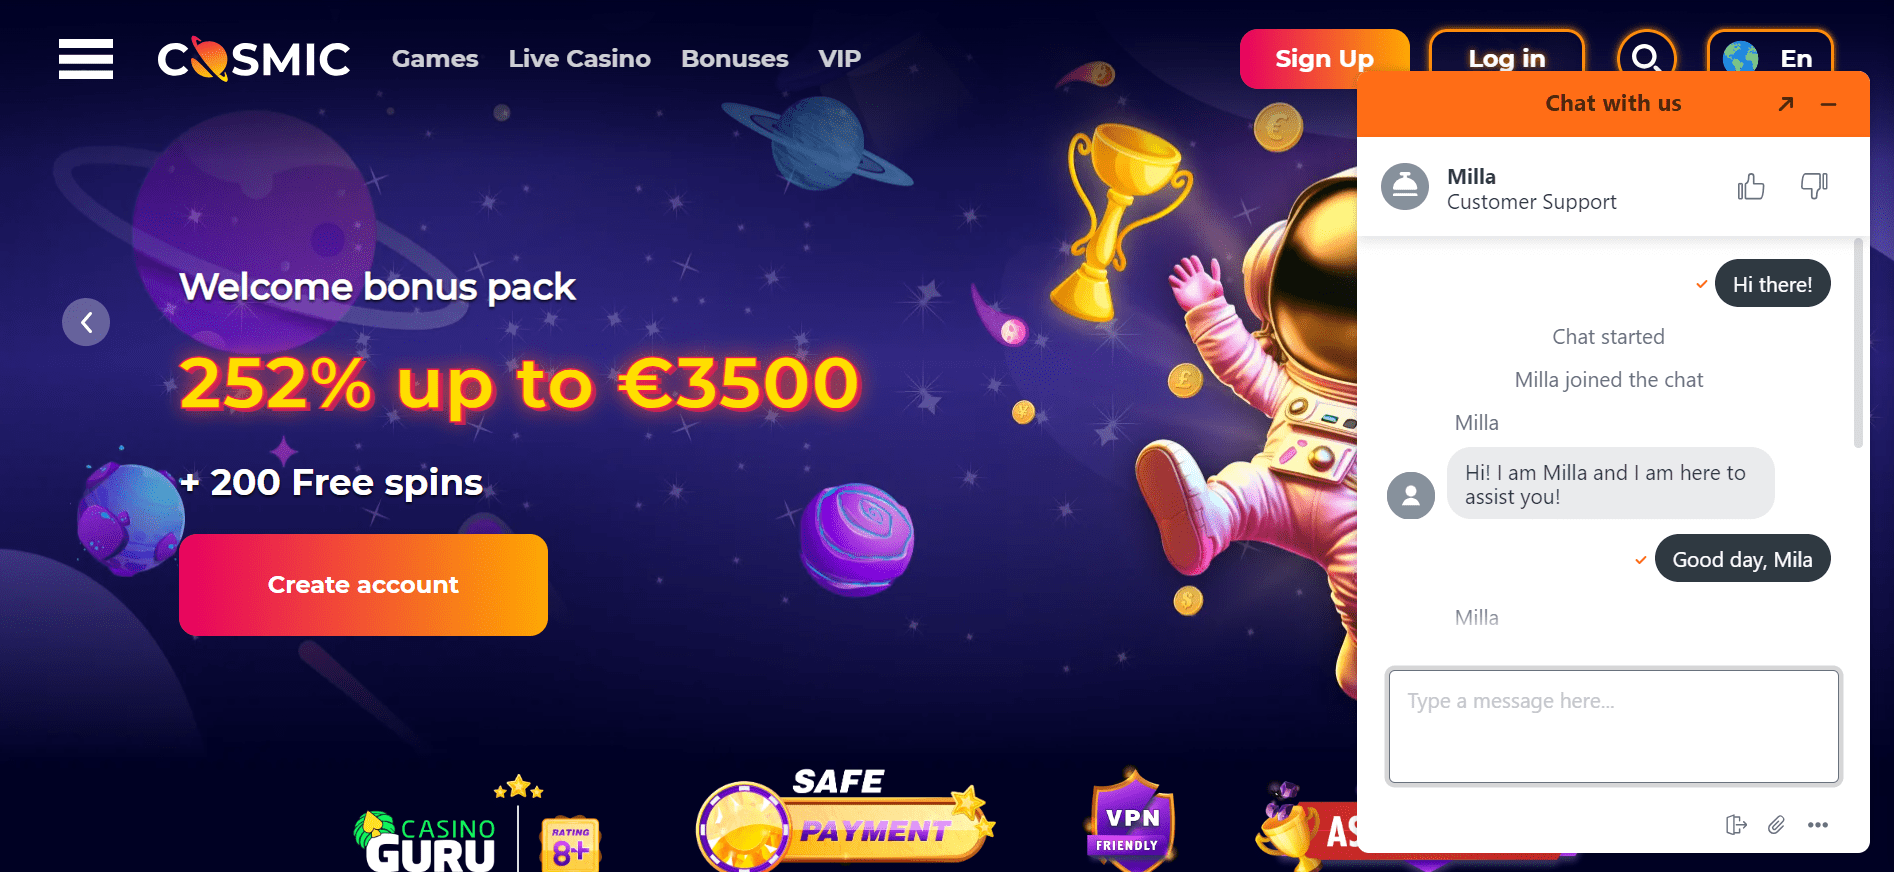 COSMIC
Games
Live Casino
Bonuses
VIP
Sign Up
Log in
En
Welcome bonus pack
252% up to €3500
+ 200 Free spins
Create account
CASINO
GURU
RATING
8+
SAFE
PAYMENT
VPN
FRIENDLY
AS
Chat with us
Milla
Customer Support
Hi there!
Chat started
Milla joined the chat
Milla
Hi! I am Milla and I am here to
assist you!
Good day, Mila
Milla
Type a message here...